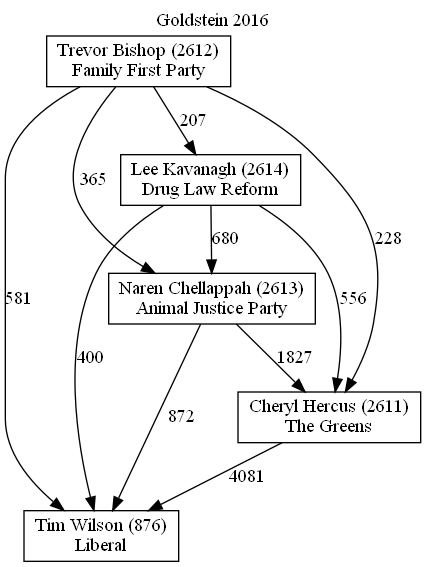 Goldstein 2016
Trevor Bishop (2612)
Family First Party
207
Lee Kavanagh (2614)
Drug Law Reform
365
228
680
Naren Chellappah (2613)
Animal Justice Party
581
556
400
1827
Cheryl Hercus (2611)
The Greens
872
4081
Tim Wilson (876)
Liberal